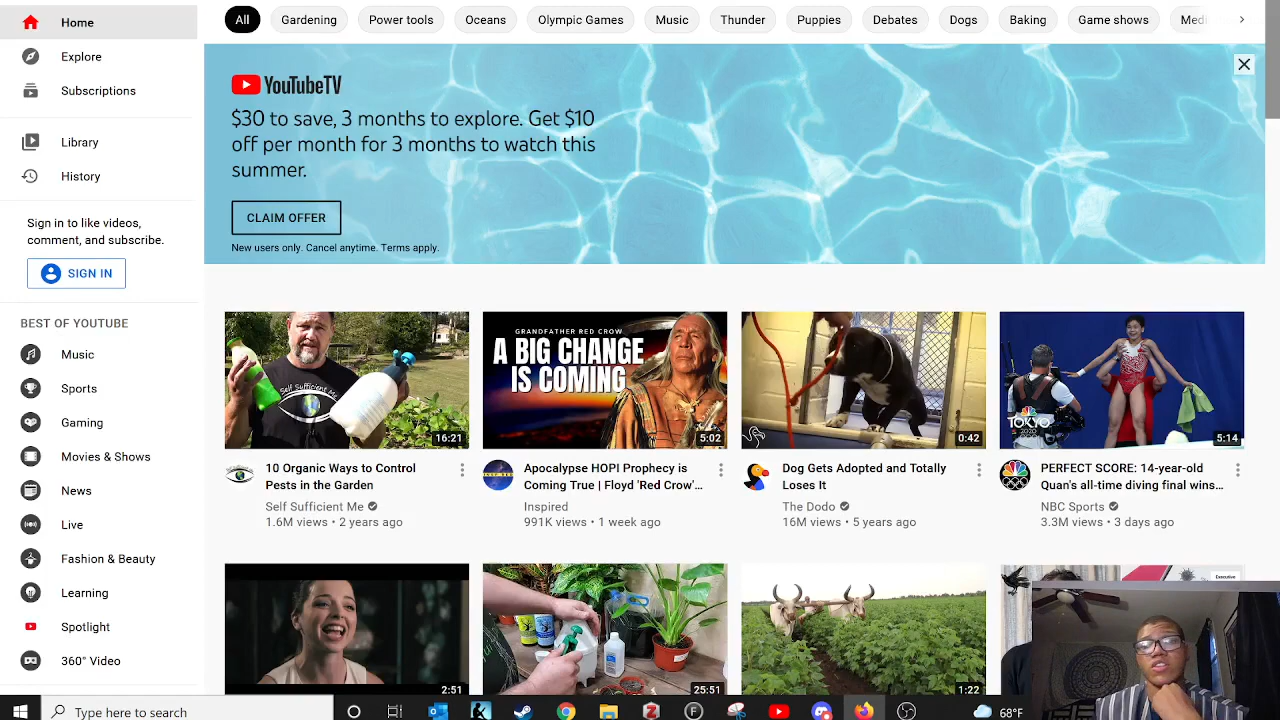 Home
Explore
Subscriptions
Library
History
Sign in to like videos,
comment, and subscribe.
SIGN IN
BEST OF YOUTUBE
Music
Sports
Gaming
Movies & Shows
News
Live
Fashion & Beauty
Learning
Spotlight
360° Video
All Gardening Power tools Oceans Olympic Games Music Thunder Puppies Debates Dogs Baking Game shows
YouTubeTV
$30 to save, 3 months to explore. Get $10
off per month for 3 months to watch this
summer.
CLAIM OFFER
New users only. Cancel anytime. Terms apply.
Self Sufficient Me
16:21
10 Organic Ways to Control
Pests in the Garden
Self Sufficient Me
1.6M views • 2 years ago
GRANDFATHER RED CROW
A BIG CHANGE
IS COMING
5:02
Apocalypse HOPI Prophecy is
Coming True | Floyd 'Red Crow'...
Inspired
991K views • 1 week ago
0:42
Dog Gets Adopted and Totally
Loses It
The Dodo
16M views • 5 years ago
TOKYO
5:14
PERFECT SCORE: 14-year-old
Quan's all-time diving final wins...
NBC Sports
3.3M views • 3 days ago
2:51
25:51
1:22
Executive
Type here to search
68°F